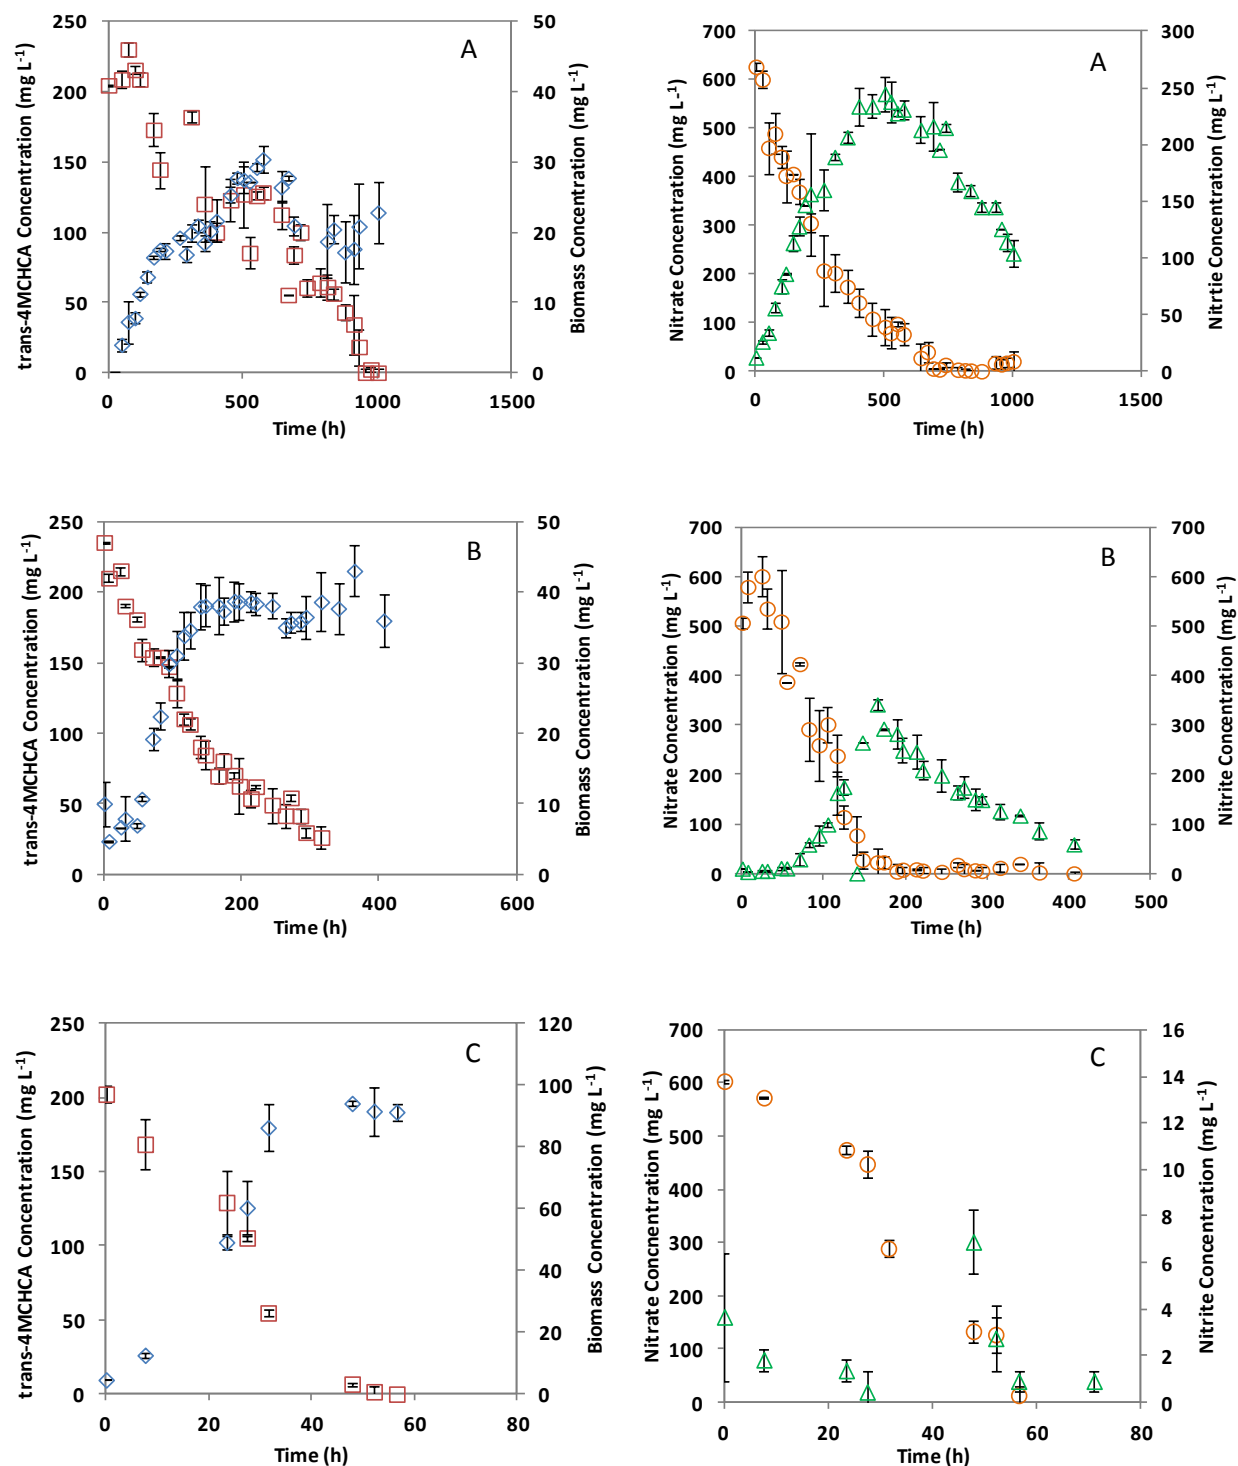 A
trans-4MCHCA Concentration (mg L-1)
250
200
150
100
50
0
50
40
30
20
10
0
Biomass Concentration (mg L-1)
0 500 1000 1500
Time (h)
A
Nitrate Concentration (mg L-1)
700
600
500
400
300
200
100
0
300
250
200
150
100
50
0
Nitrtie Concentration (mg L-1)
0 500 1000 1500
Time (h)
B
trans-4MCHCA Concentration (mg L-1)
250
200
150
100
50
0
50
40
30
20
10
0
Biomass Concentration (mg L-1)
0 200 400 600
Time (h)
B
Nitrate Concentration (mg L-1)
700
600
500
400
300
200
100
0
700
600
500
400
300
200
100
0
Nitrite Concentration (mg L-1)
0 100 200 300 400 500
Time (h)
C
trans-4MCHCA Concentration (mg L-1)
250
200
150
100
50
0
120
100
80
60
40
20
0
Biomass Concentration (mg L-1)
0 20 40 60 80
Time (h)
C
Nitrate Concnentration (mg L-1)
700
600
500
400
300
200
100
0
16
14
12
10
8
6
4
2
0
Nitrite Concentration (mg L-1)
0 20 40 60 80
Time (h)